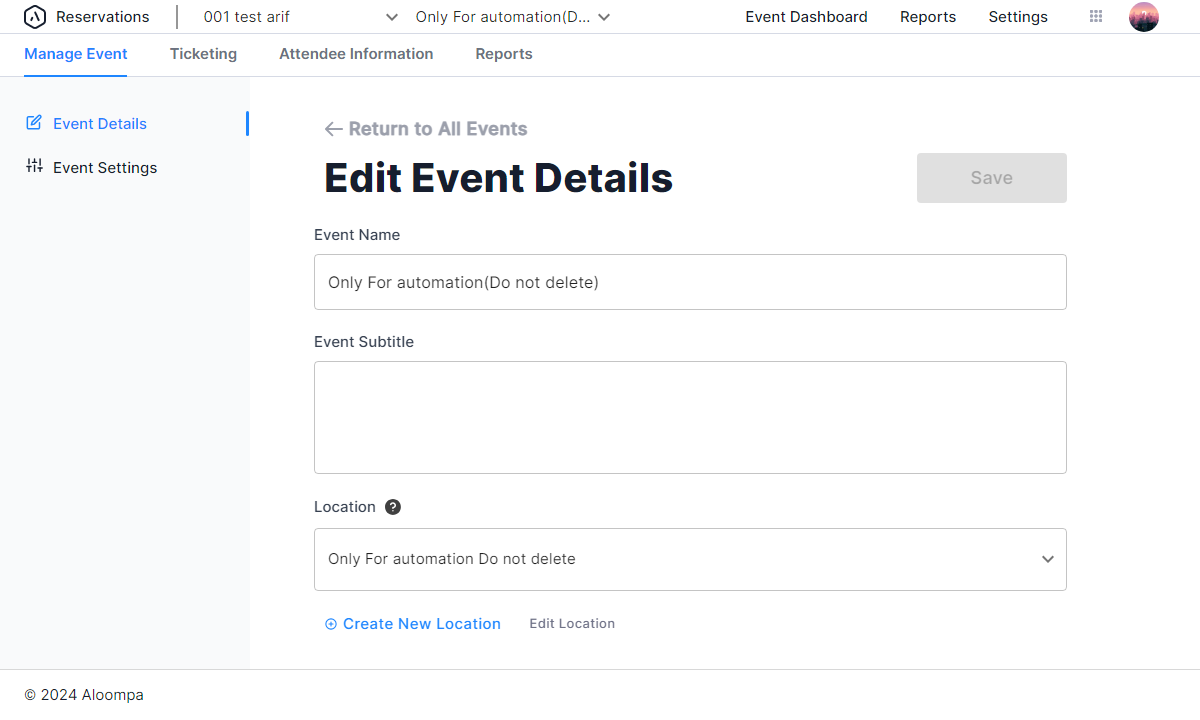 Reservations 001 test arif Only For automation(D... Event Dashboard Reports Settings
Manage Event Ticketing Attendee Information Reports
Event Details
Event Settings
Return to All Events
Edit Event Details
Save
Event Name
Only For automation(Do not delete)
Event Subtitle
Location ?
Only For automation Do not delete
Create New Location Edit Location
© 2024 Aloompa